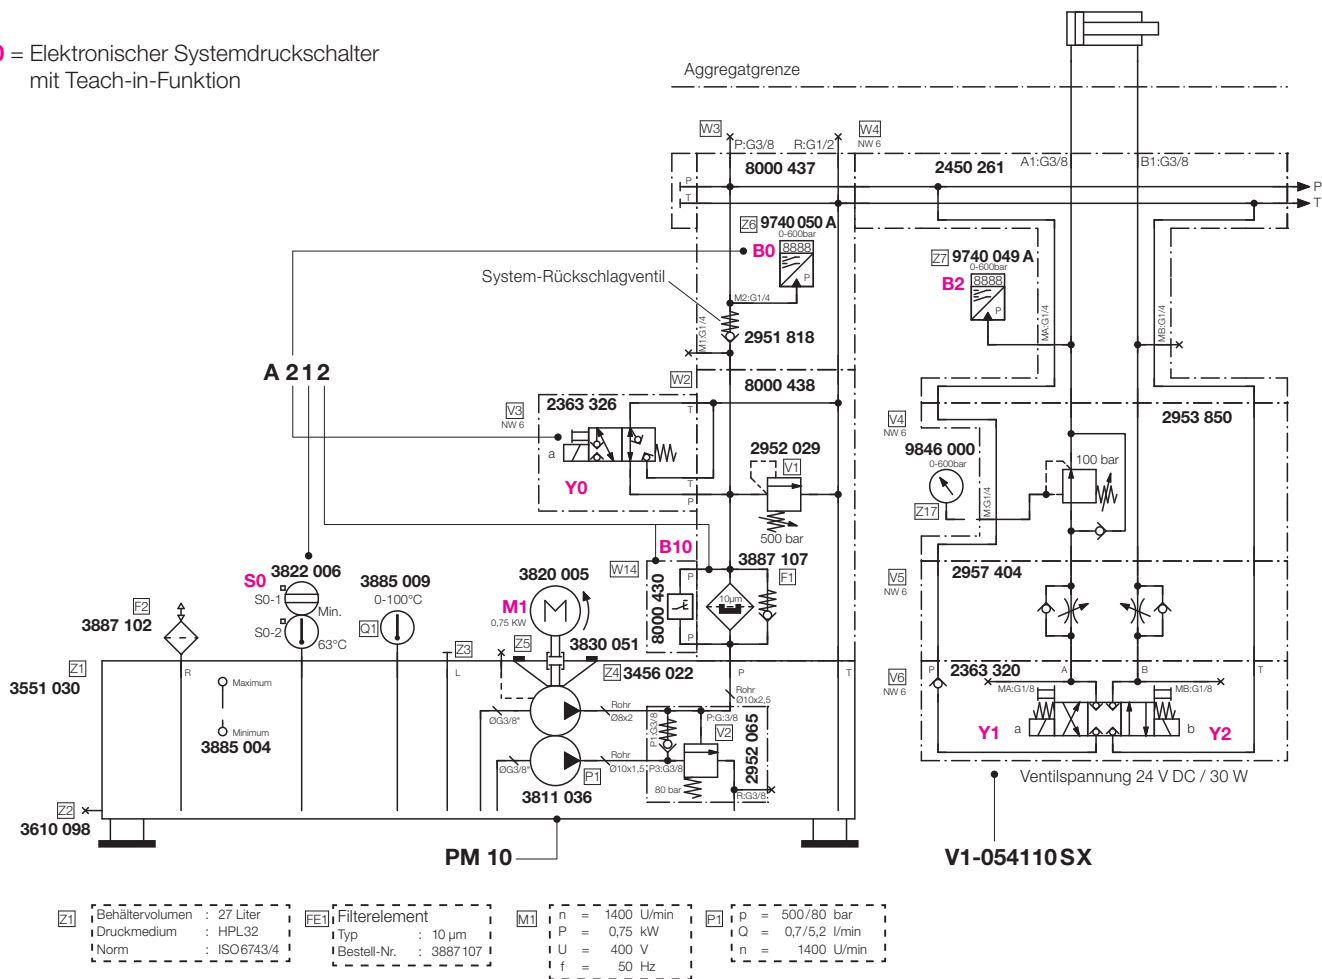 0 = Elektronischer Systemdruckschalter
mit Teach-in-Funktion
Aggregatgrenze
W3
P:G3/8
R:G1/2
W4
NW 6
8000 437
2450 261
A1:G3/8
B1:G3/8
P
T
P
T
Z6 9740 050 A
0-600bar
B0
8888
P
Z7 9740 049 A
0-600bar
B2
8888
P
System-Rückschlagventil
M2:G1/4
M1:G1/4
2951 818
MA:G1/4
MB:G1/4
A 212
W2
8000 438
V3
NW 6
2363 326
T
a
Y0
T
P
2952 029
V1
500 bar
V4
NW 6
2953 850
9846 000
0-600bar
Z17
M:G1/4
100 bar
B10
W14
8000 430
P
P
3887 107
10µm
F1
V5
NW 6
2957 404
S0
3822 006
S0-1
Min.
S0-2
63°C
3885 009
0-100°C
Q1
3820 005
M
M1
0,75 KW
3830 051
F2
3887 102
Z1
3551 030
R
Z3
L
Z5
Z4 3456 022
P
T
Maximum
Minimum
3885 004
Rohr
Ø10x2,5
Rohr
Ø8x2
ØG3/8"
Rohr
Ø10x1,5
ØG3/8"
P1
3811 036
P1:G3/8
P:G:3/8
V2
P3:G3/8
80 bar
R:G3/8
2952 065
V6
NW 6
P
2363 320
A
B
T
MA:G1/8
MB:G1/8
Y1
a
b
Y2
Ventilspannung 24 V DC / 30 W
Z2
3610 098
PM 10
V1-054110 SX
Z1
Behältervolumen : 27 Liter
Druckmedium : HPL32
Norm : ISO6743/4
FE1
Filterelement
Typ : 10 µm
Bestell-Nr. : 3887107
M1
n = 1400 U/min
P = 0,75 kW
U = 400 V
f = 50 Hz
P1
p = 500/80 bar
Q = 0,7/5,2 l/min
n = 1400 U/min